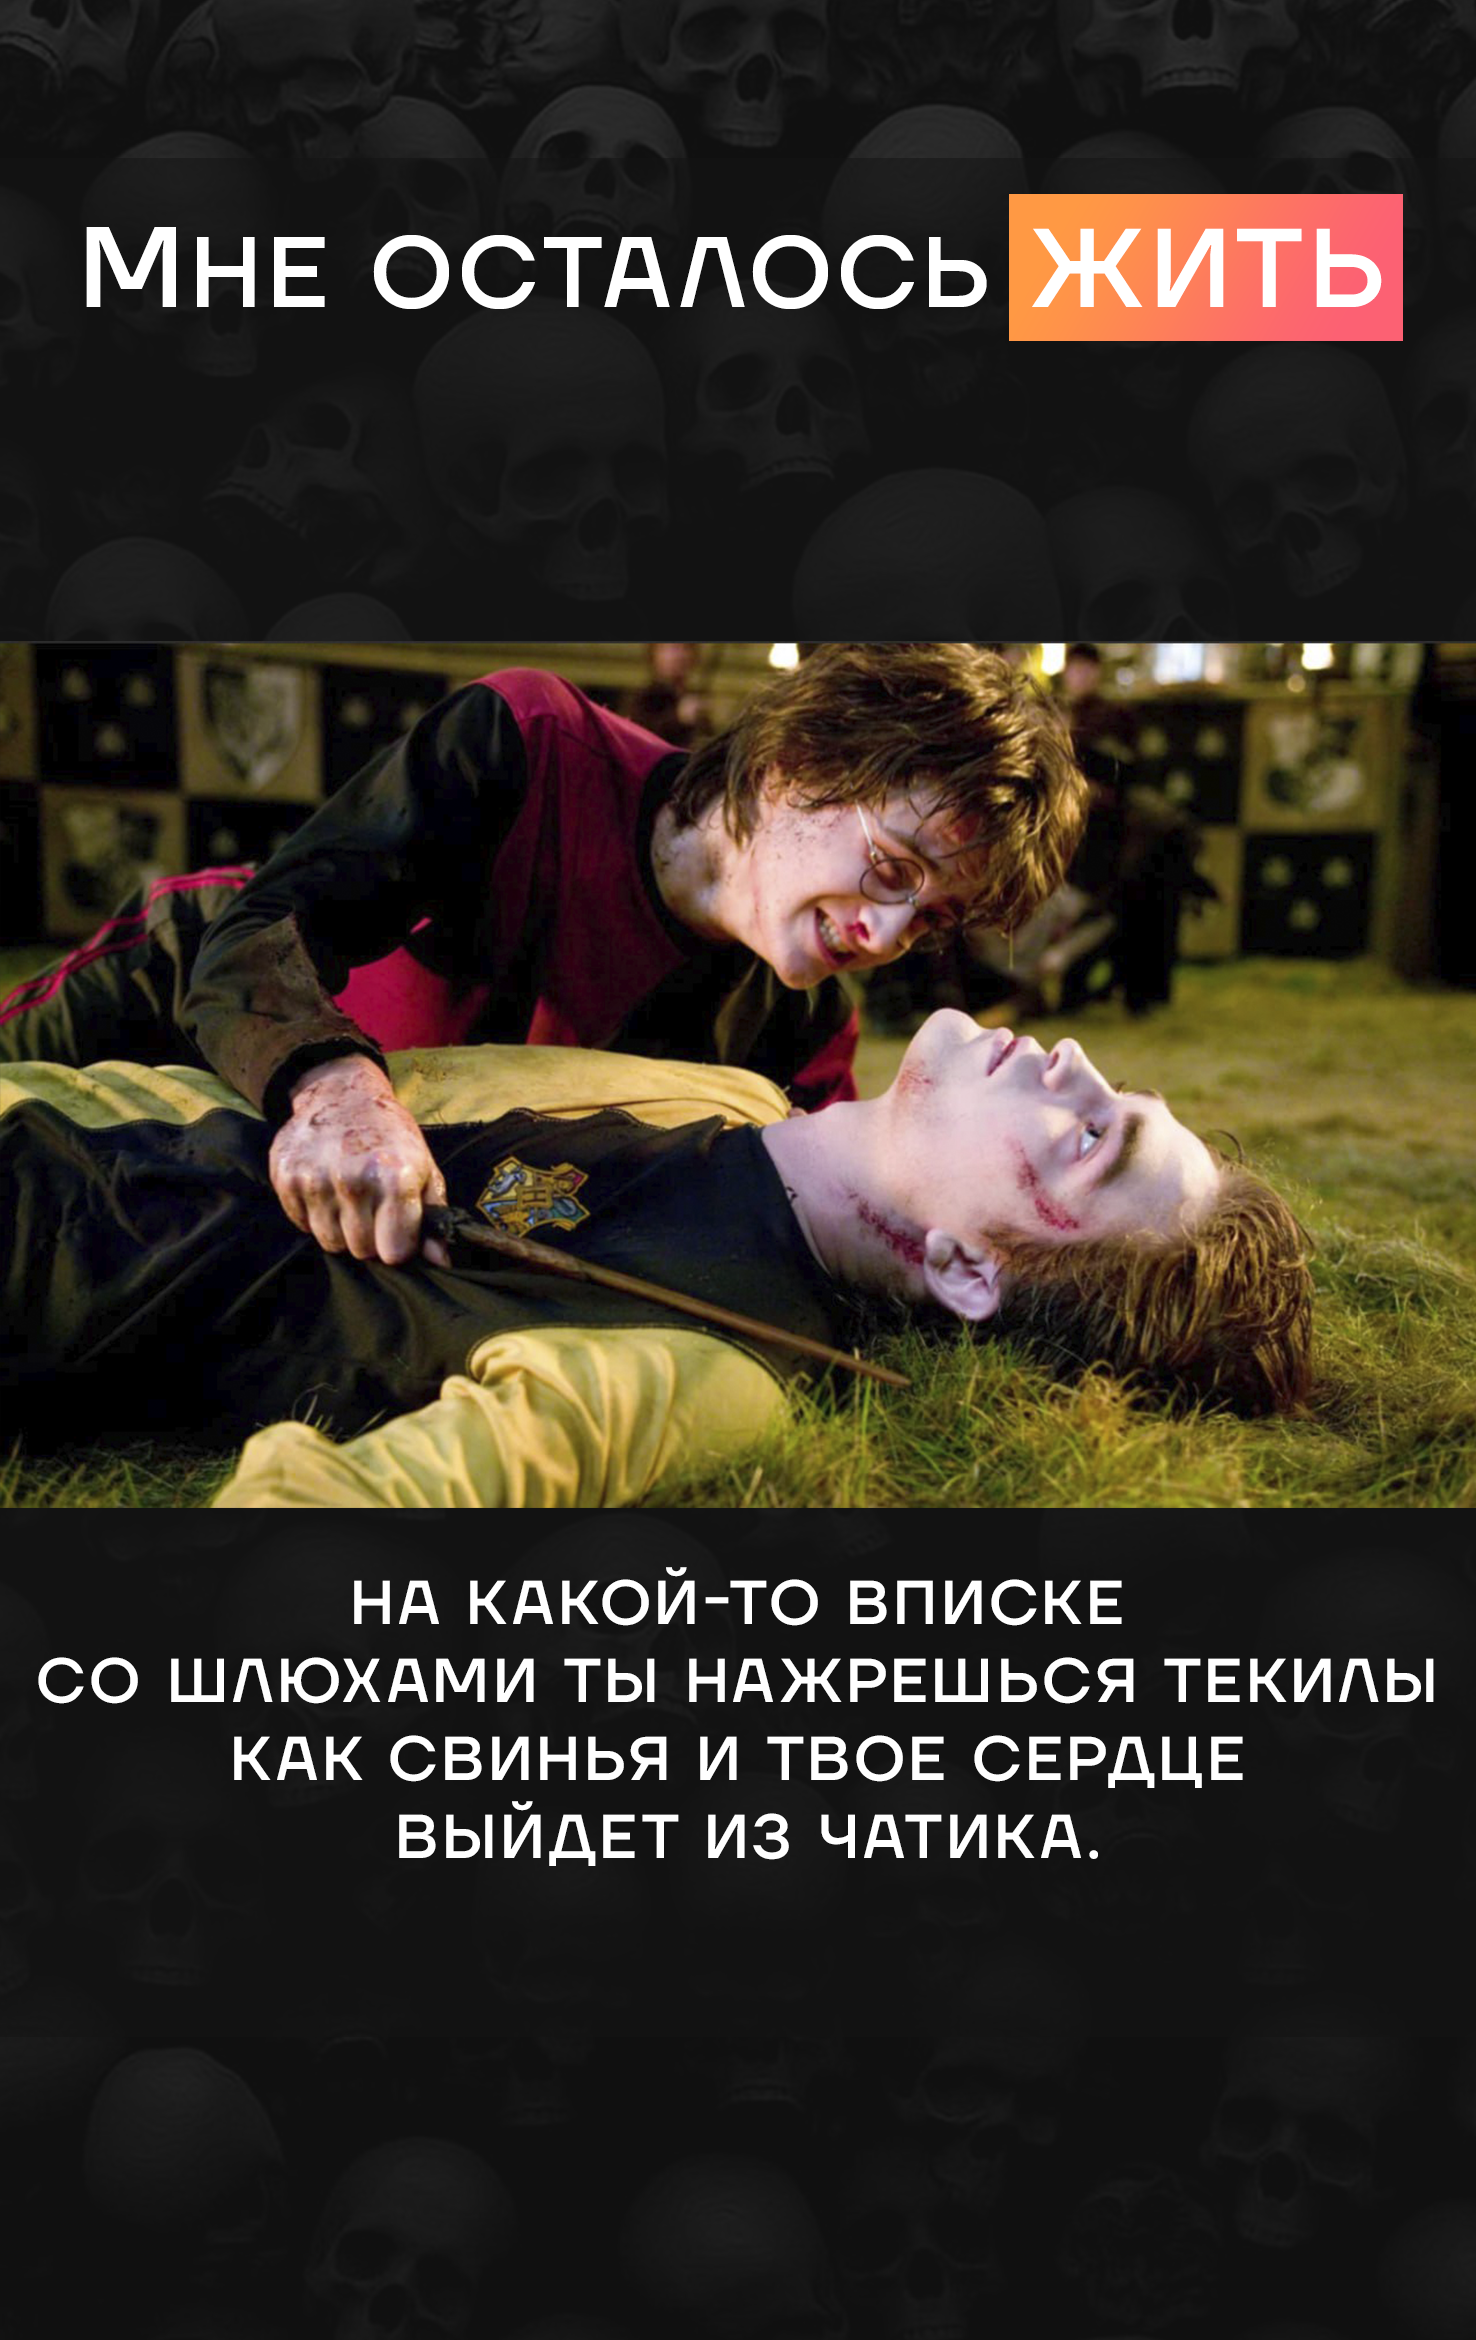 Мне осталось жить
на какой-то вписке
со шлюхами ты нажрешься текилы
как свинья и твое сердце
выйдет из чатика.